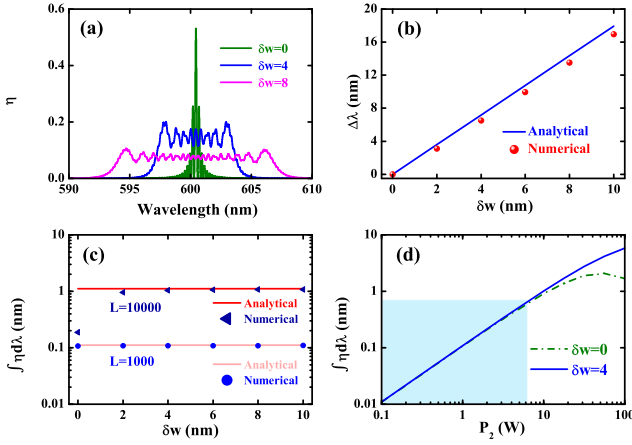 (a)
δw=0
δw=4
δw=8
η
0.6
0.4
0.2
0.0
590 595 600 605 610
Wavelength (nm)
(b)
Analytical
Numerical
Δλ (nm)
16
12
8
4
0
0 2 4 6 8 10
δw (nm)
(c)
L=10000
Analytical
Numerical
L=1000
Analytical
Numerical
∫ ηdλ (nm)
10
1
0.1
0.01
0 2 4 6 8 10
δw (nm)
(d)
δw=0
δw=4
∫ ηdλ (nm)
10
1
0.1
0.01
0.1 1 10 100
P₂ (W)